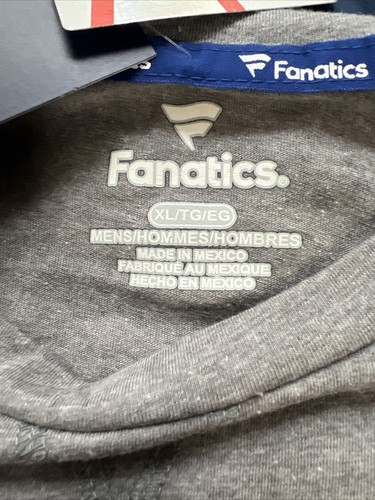 Fanatics
Fanatics.
XL/TG/EG
MENS/HOMMES/HOMBRES
MADE IN MEXICO
FABRIQUÉ AU MEXIQUE
HECHO EN MEXICO